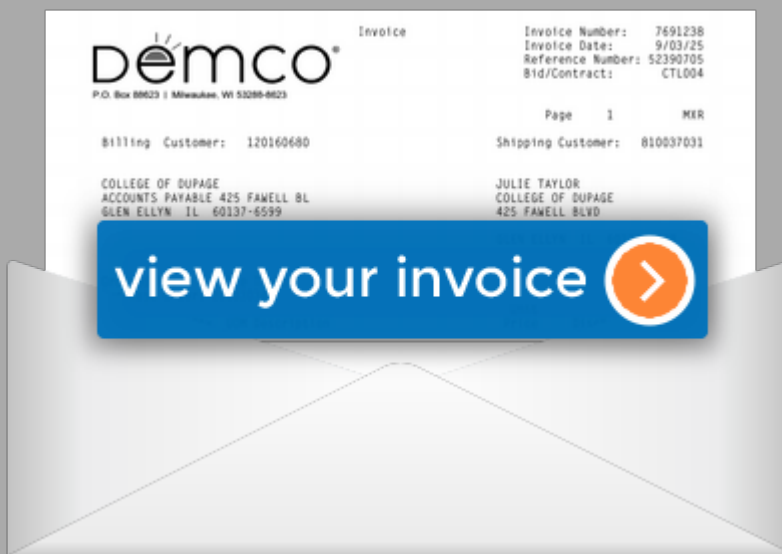 Invoice
Invoice Number: 7691238
Invoice Date: 9/03/25
Reference Number: 52390705
Bid/Contract: CTL004
Dēmco®
P.O. Box 88623 | Milwaukee, WI 53288-8623
Page 1 MXR
Billing Customer: 120160680
Shipping Customer: 810037031
COLLEGE OF DUPAGE
ACCOUNTS PAYABLE 425 FAWELL BL
GLEN ELLYN IL 60137-6599
JULIE TAYLOR
COLLEGE OF DUPAGE
425 FAWELL BLVD
view your invoice